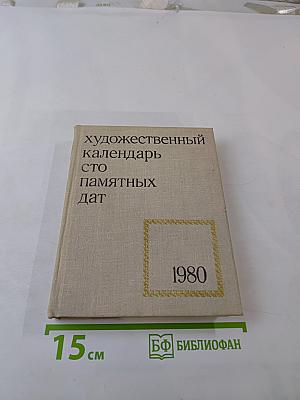 художественный
календарь
сто
памятных
дат
1980
15 см
БФ БИБЛИОФАН